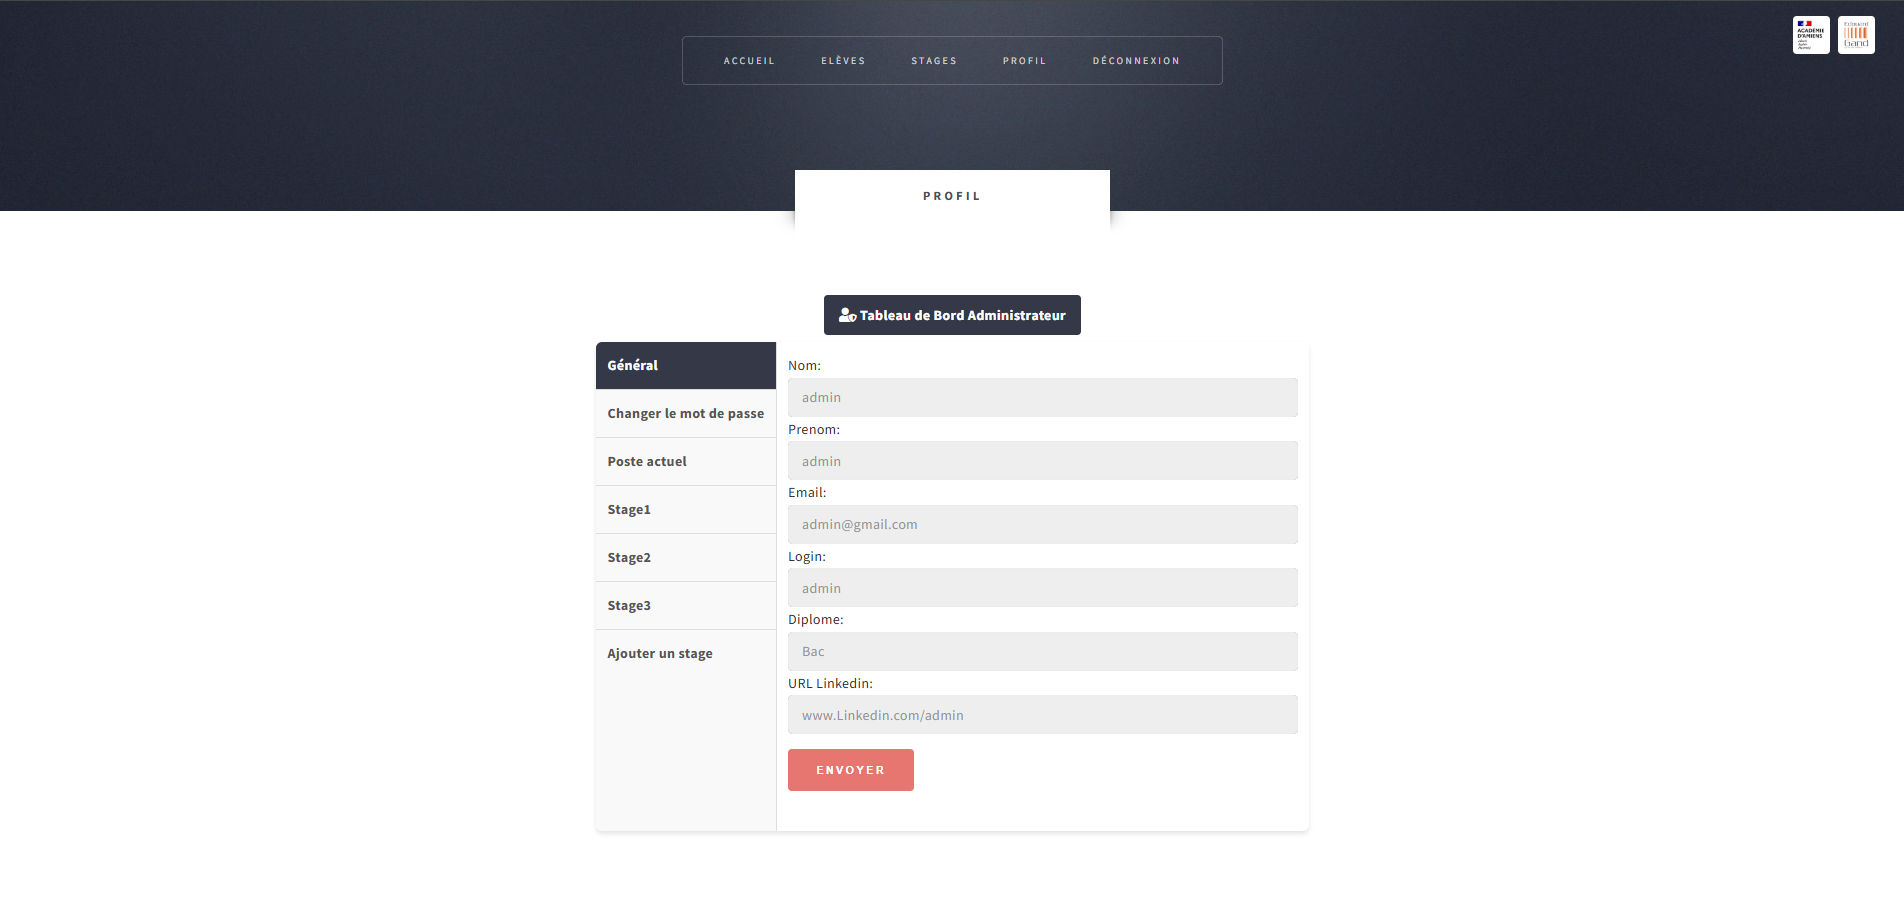 ACCUEIL
ELÈVES
STAGES
PROFIL
DÉCONNEXION
ACADÉMIE
D'AMIENS
Edouard
Gand
PROFIL
Tableau de Bord Administrateur
Général
Changer le mot de passe
Poste actuel
Stage1
Stage2
Stage3
Ajouter un stage
Nom:
admin
Prenom:
admin
Email:
admin@gmail.com
Login:
admin
Diplome:
Bac
URL Linkedin:
www.Linkedin.com/admin
ENVOYER